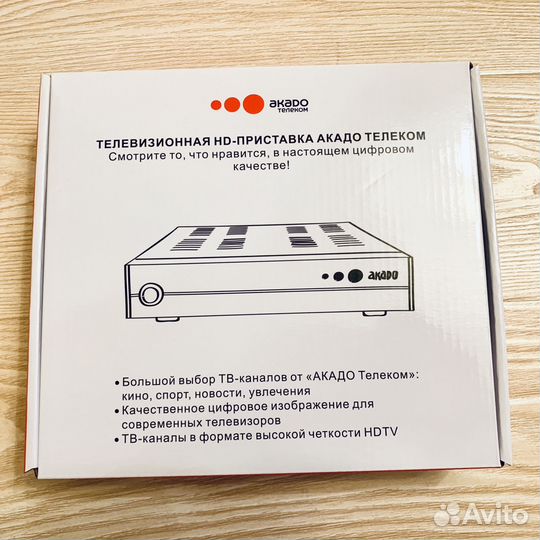 акадо
телеком
ТЕЛЕВИЗИОННАЯ HD-ПРИСТАВКА АКАДО ТЕЛЕКОМ
Смотрите то, что нравится, в настоящем цифровом
качестве!
АКАДО
• Большой выбор ТВ-каналов от «АКАДО Телеком»:
кино, спорт, новости, увлечения
• Качественное цифровое изображение для
современных телевизоров
• ТВ-каналы в формате высокой четкости HDTV
Avito